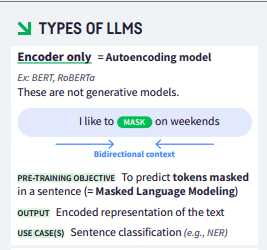 TYPES OF LLMS
Encoder only = Autoencoding model
Ex: BERT, RoBERTa
These are not generative models.
I like to MASK on weekends
Bidirectional context
PRE-TRAINING OBJECTIVE To predict tokens masked
in a sentence (= Masked Language Modeling)
OUTPUT Encoded representation of the text
USE CASE(S) Sentence classification (e.g., NER)